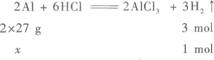 2Al + 6HCl ═══ 2AlCl₃ + 3H₂ ↑
2×27 g 3 mol
x 1 mol